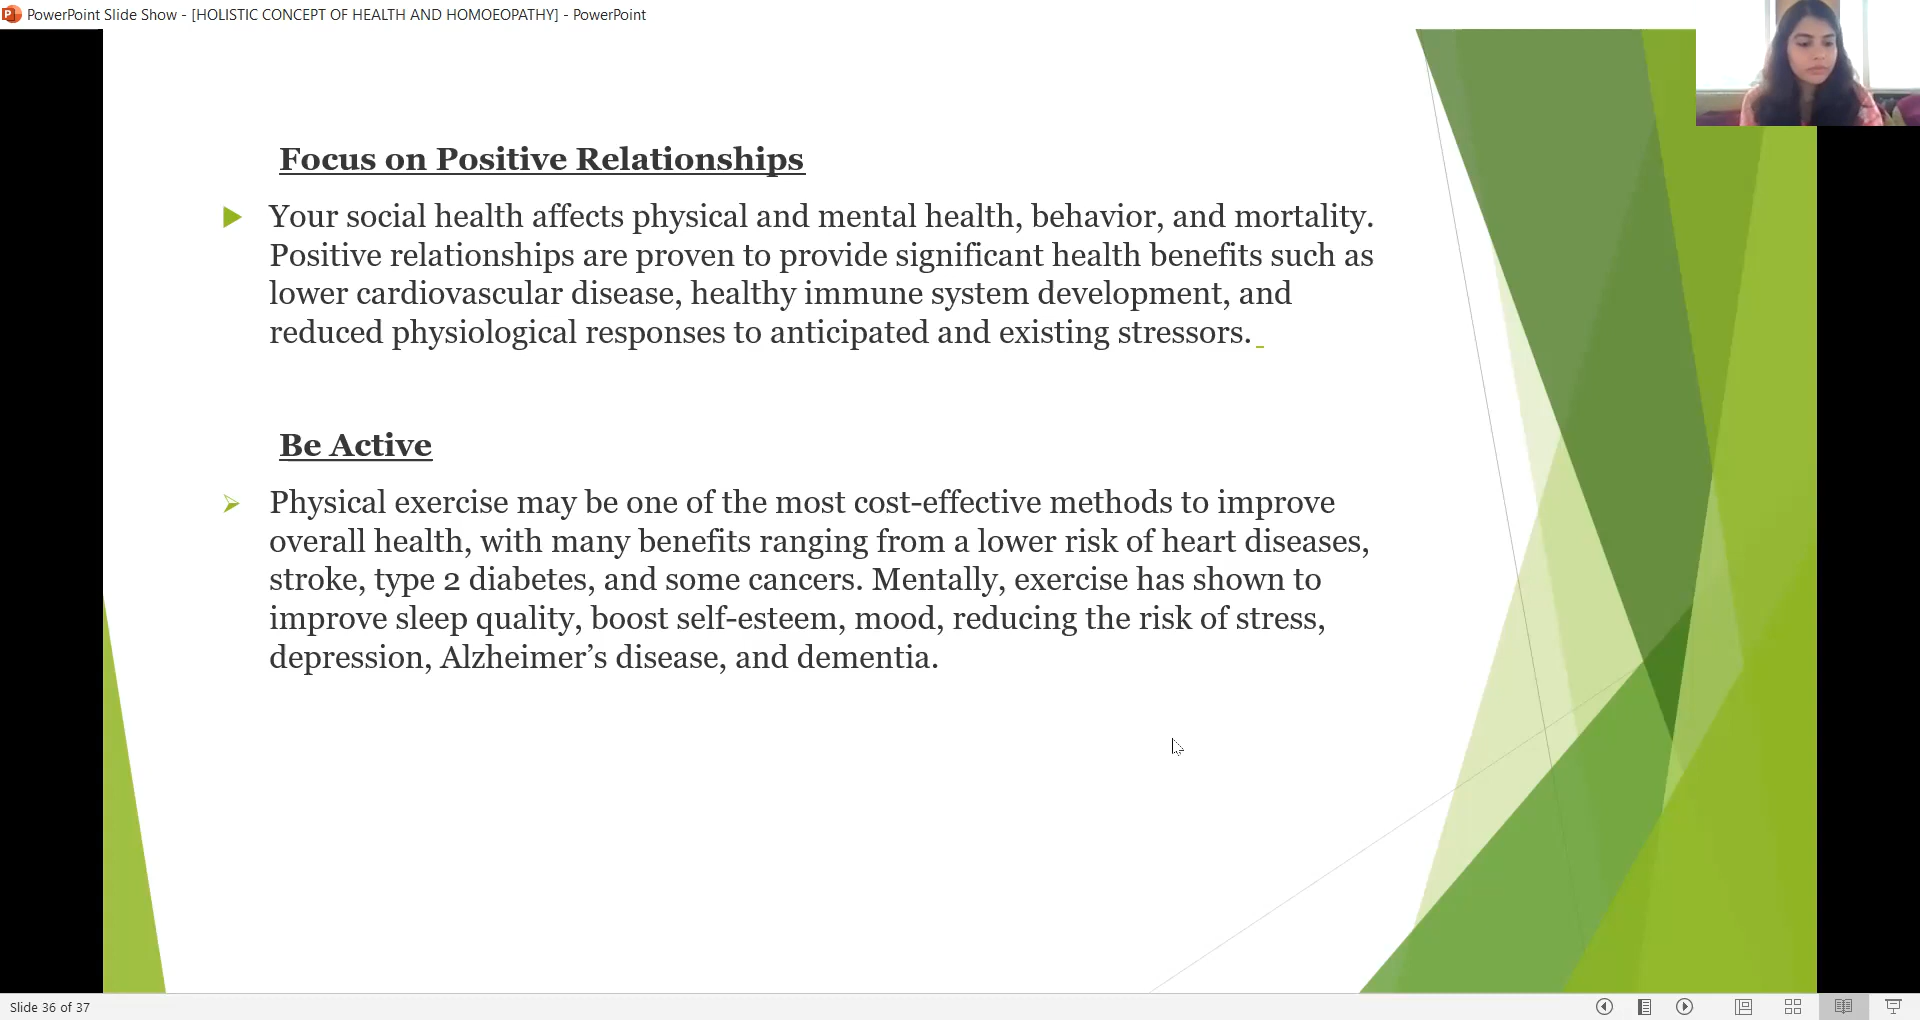 PowerPoint Slide Show - [HOLISTIC CONCEPT OF HEALTH AND HOMOEOPATHY] - PowerPoint
Focus on Positive Relationships
Your social health affects physical and mental health, behavior, and mortality.
Positive relationships are proven to provide significant health benefits such as
lower cardiovascular disease, healthy immune system development, and
reduced physiological responses to anticipated and existing stressors.
Be Active
Physical exercise may be one of the most cost-effective methods to improve
overall health, with many benefits ranging from a lower risk of heart diseases,
stroke, type 2 diabetes, and some cancers. Mentally, exercise has shown to
improve sleep quality, boost self-esteem, mood, reducing the risk of stress,
depression, Alzheimer’s disease, and dementia.
Slide 36 of 37